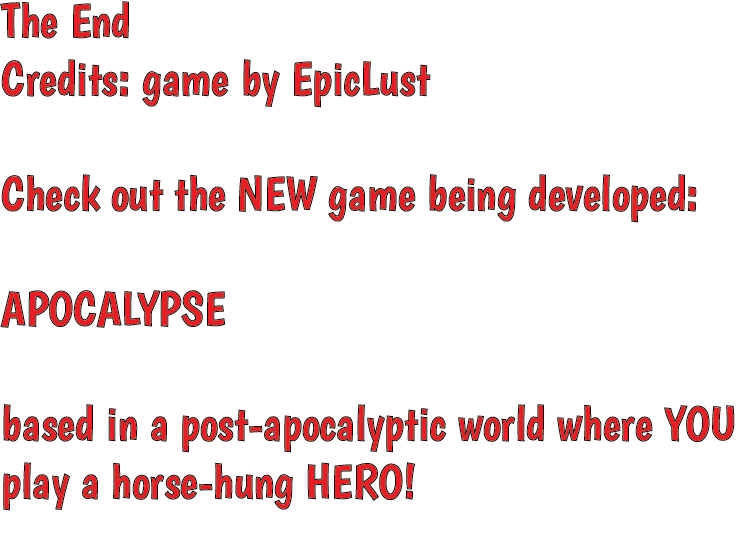 The End
Credits: game by EpicLust
Check out the NEW game being developed:
APOCALYPSE
based in a post-apocalyptic world where YOU
play a horse-hung HERO!